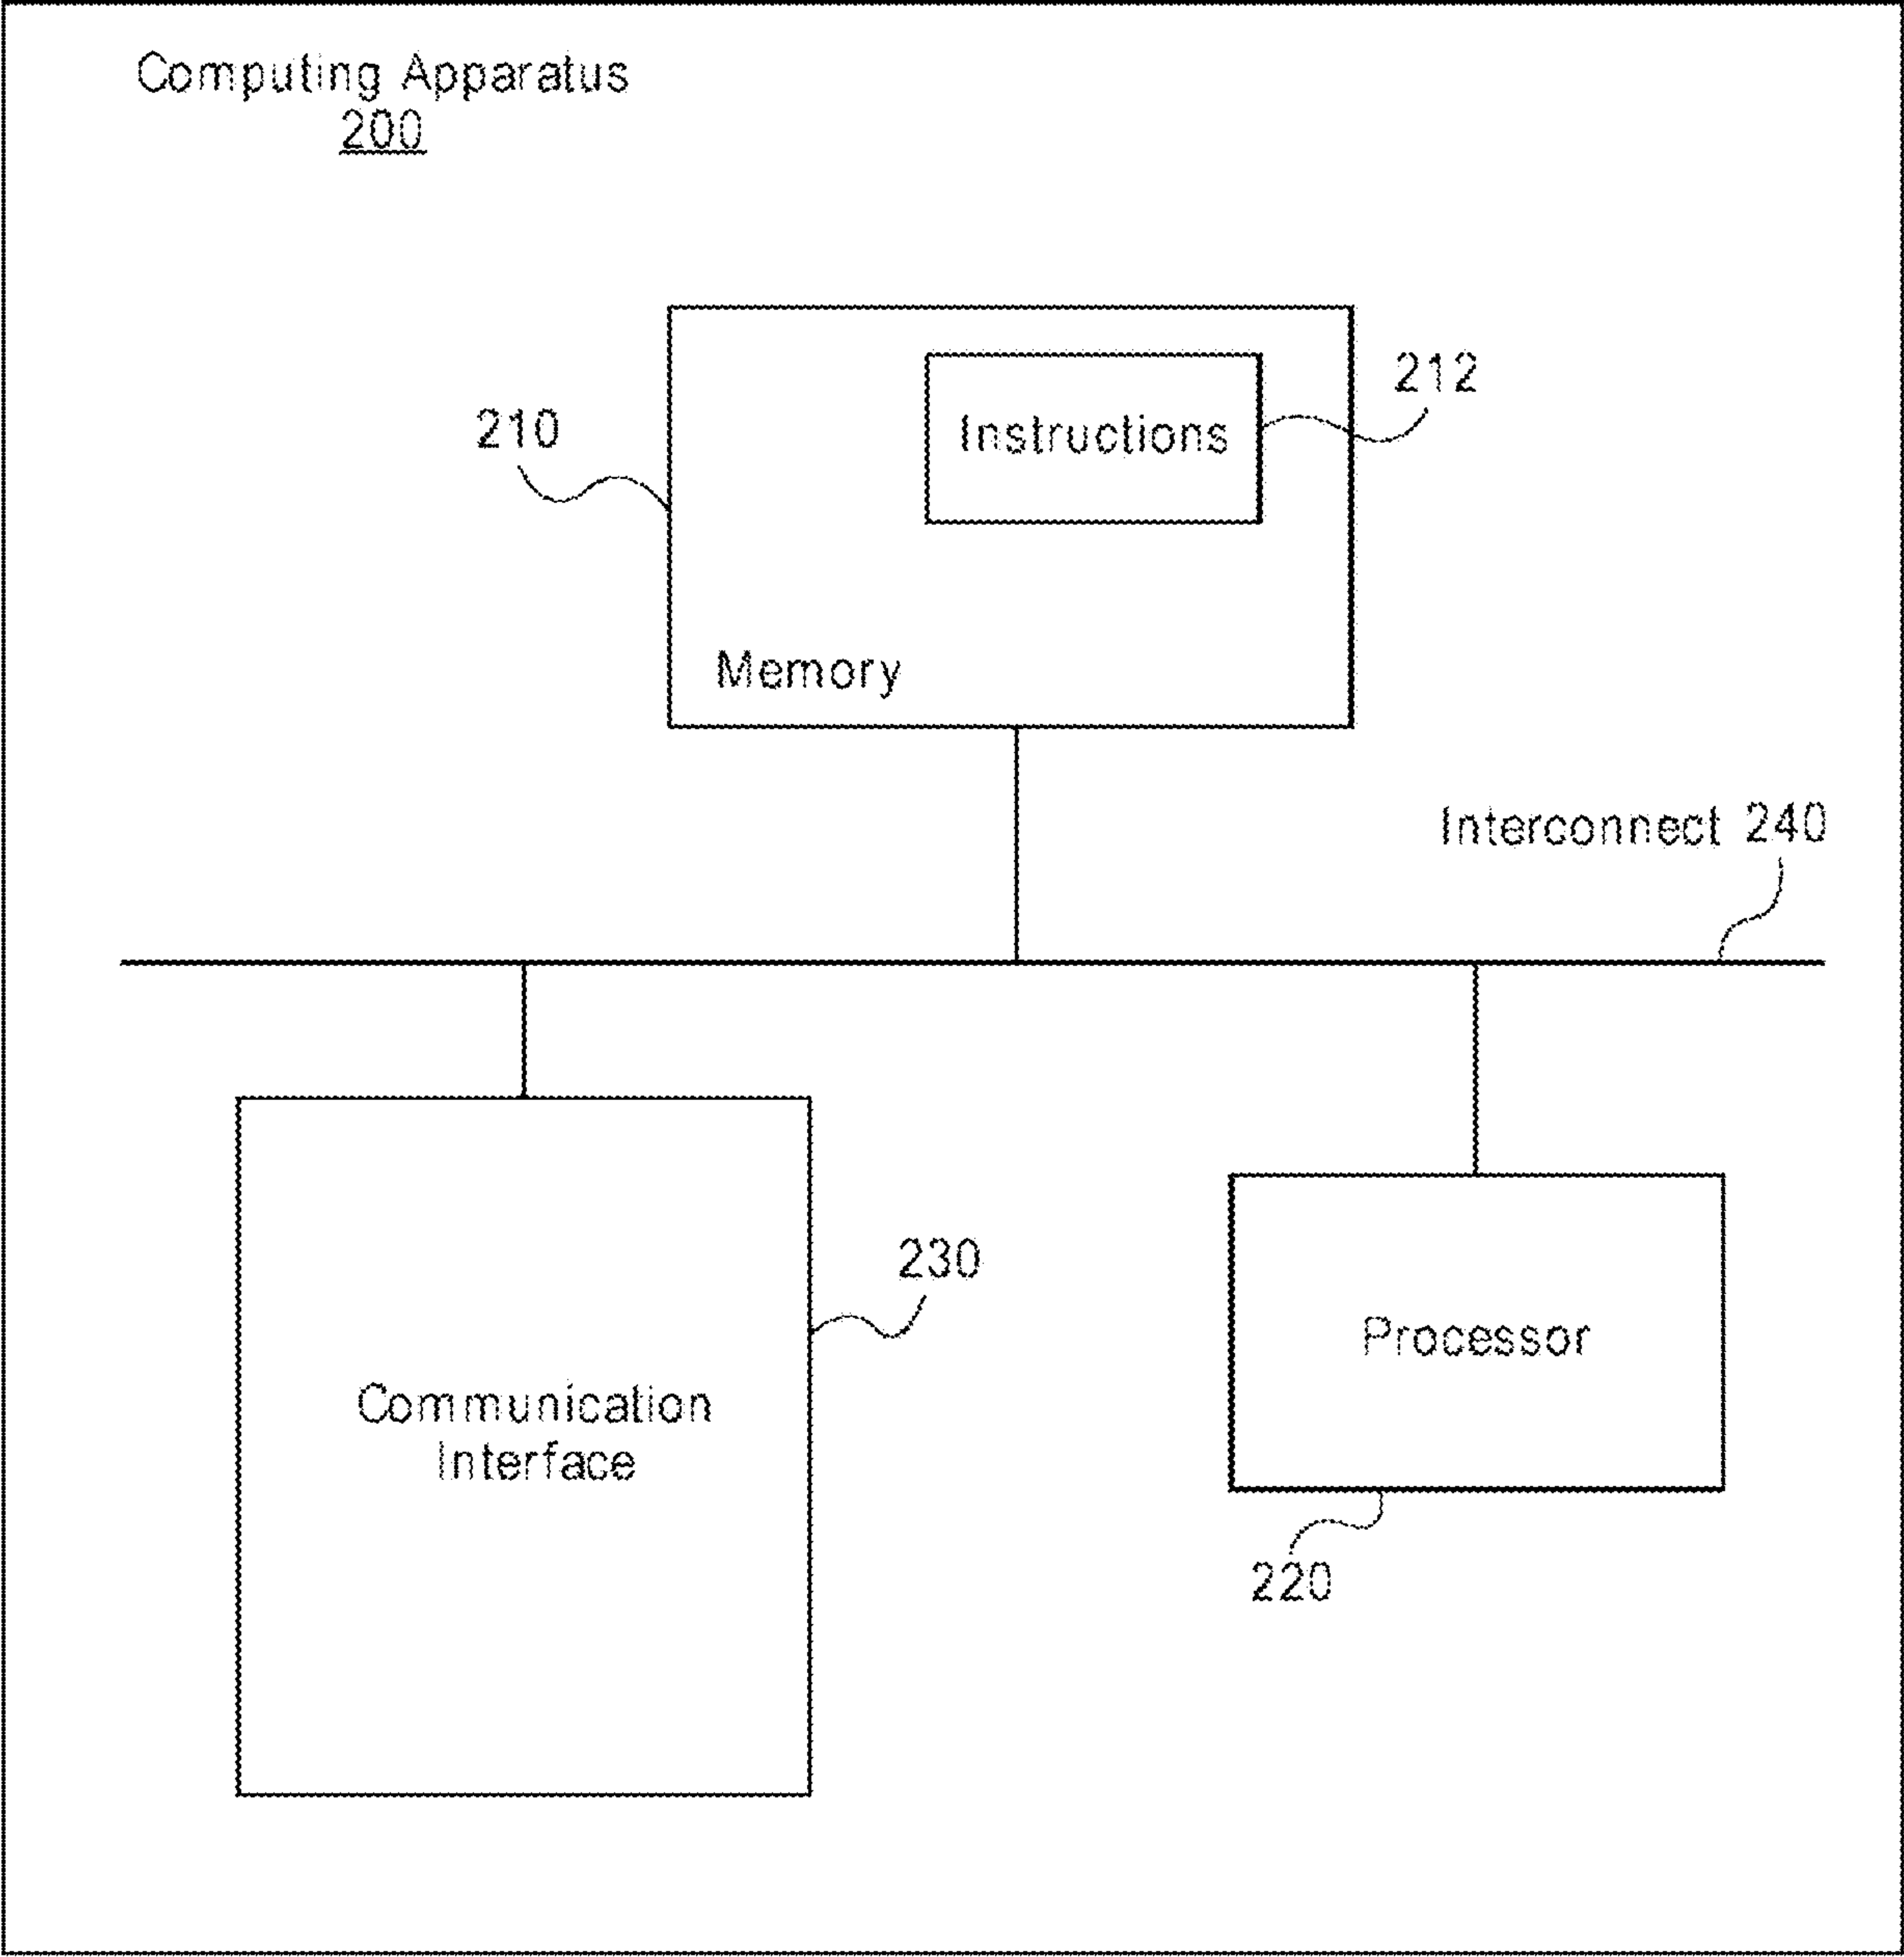 Computing Apparatus
200
212
Instructions
210
Memory
Interconnect 240
230
Communication
Interface
Processor
220